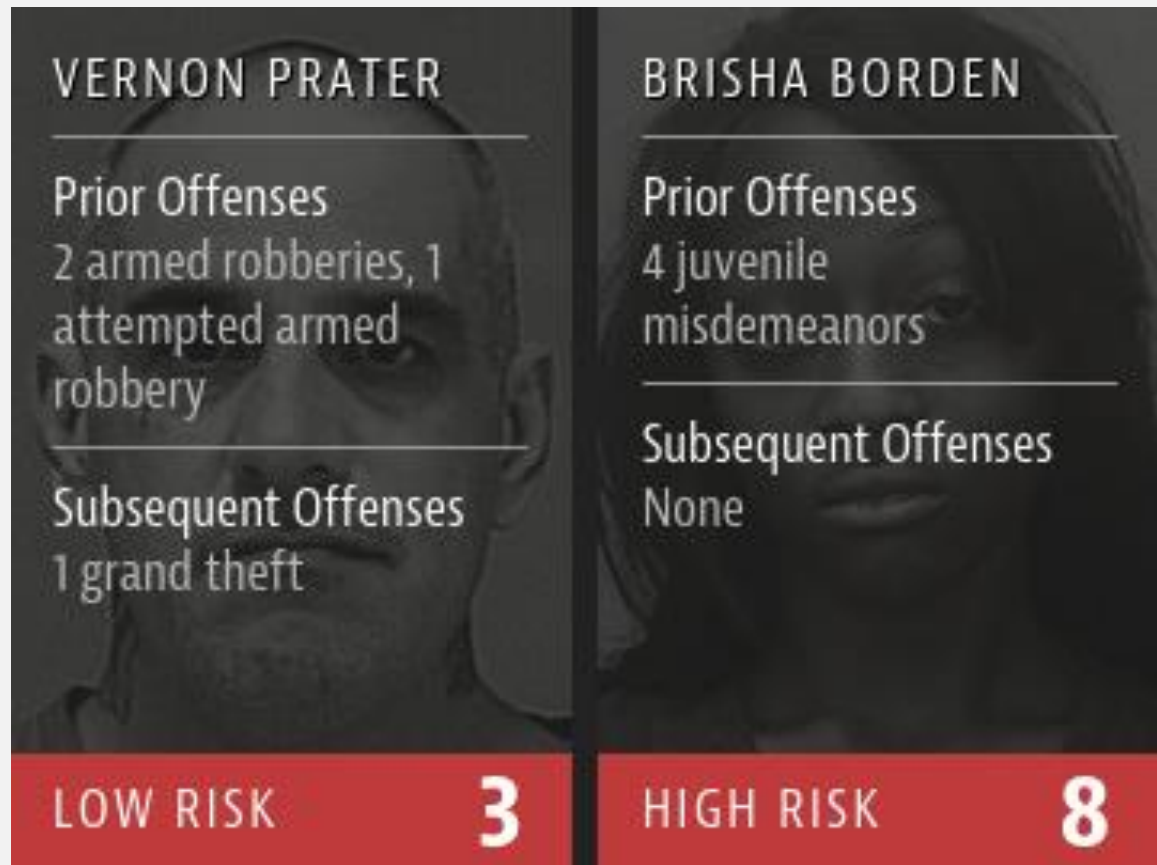 VERNON PRATER
Prior Offenses
2 armed robberies, 1
attempted armed
robbery
Subsequent Offenses
1 grand theft
LOW RISK 3
BRISHA BORDEN
Prior Offenses
4 juvenile
misdemeanors
Subsequent Offenses
None
HIGH RISK 8